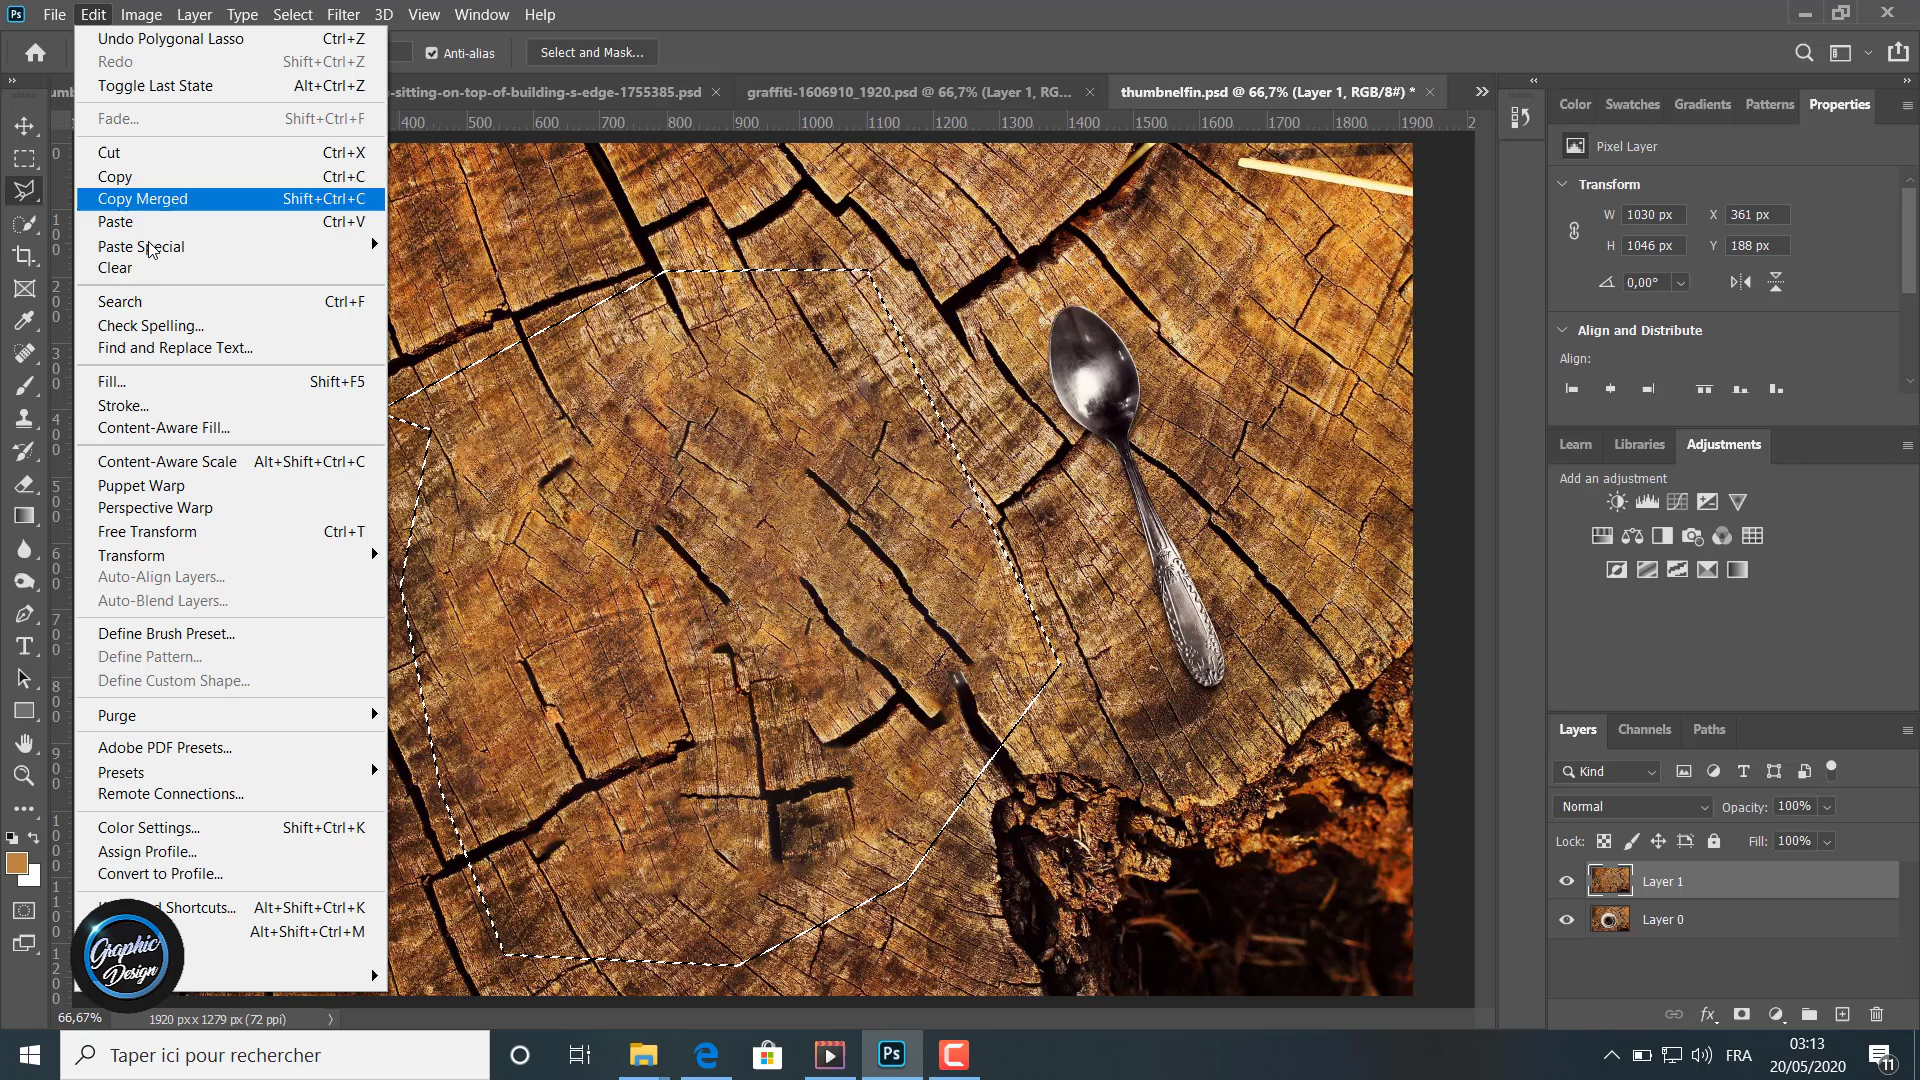 Ps File Edit Image Layer Type Select Filter 3D View Window Help
Anti-alias Select and Mask...
-sitting-on-top-of-building-s-edge-1755385.psd graffiti-1606910_1920.psd @ 66,7% (Layer 1, RG... thumbnelfin.psd @ 66,7% (Layer 1, RGB/8#) *
400 500 600 700 800 900 1000 1100 1200 1300 1400 1500 1600 1700 1800 1900
Undo Polygonal Lasso Ctrl+Z
Redo Shift+Ctrl+Z
Toggle Last State Alt+Ctrl+Z
Fade... Shift+Ctrl+F
Cut Ctrl+X
Copy Ctrl+C
Copy Merged Shift+Ctrl+C
Paste Ctrl+V
Paste Special
Clear
Search Ctrl+F
Check Spelling...
Find and Replace Text...
Fill... Shift+F5
Stroke...
Content-Aware Fill...
Content-Aware Scale Alt+Shift+Ctrl+C
Puppet Warp
Perspective Warp
Free Transform Ctrl+T
Transform
Auto-Align Layers...
Auto-Blend Layers...
Define Brush Preset...
Define Pattern...
Define Custom Shape...
Purge
Adobe PDF Presets...
Presets
Remote Connections...
Color Settings... Shift+Ctrl+K
Assign Profile...
Convert to Profile...
Shortcuts... Alt+Shift+Ctrl+K
Alt+Shift+Ctrl+M
Graphic
Design
Color Swatches Gradients Patterns Paths Properties
Pixel Layer
Transform
W 1030 px X 361 px
H 1046 px Y 188 px
0,00°
Align and Distribute
Align:
Learn Libraries Adjustments
Add an adjustment
Layers Channels Paths
Kind
Normal Opacity: 100%
Lock: Fill: 100%
Layer 1
Layer 0
fx
66,67% 1920 px x 1279 px (72 ppi)
Taper ici pour rechercher
Ps
FRA
03:13
20/05/2020
11